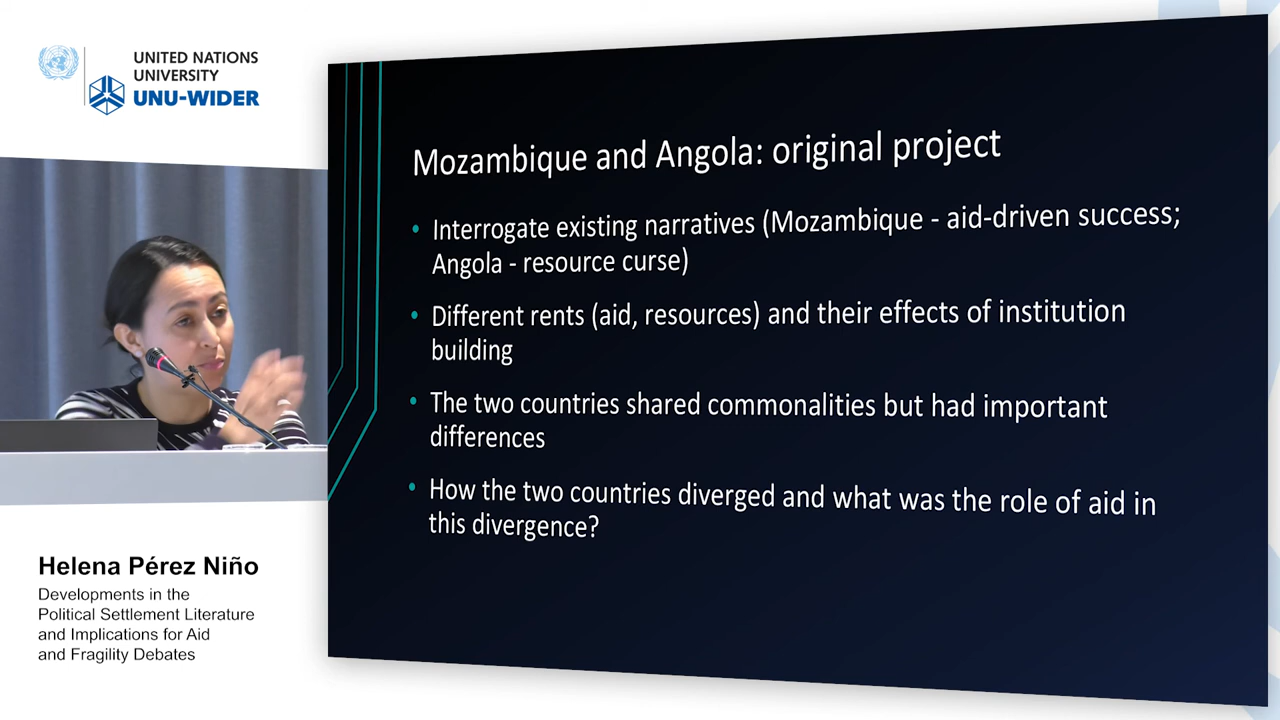 UNITED NATIONS
UNIVERSITY
UNU-WIDER
Mozambique and Angola: original project
• Interrogate existing narratives (Mozambique - aid-driven success;
Angola - resource curse)
• Different rents (aid, resources) and their effects of institution
building
• The two countries shared commonalities but had important
differences
• How the two countries diverged and what was the role of aid in
this divergence?
Helena Pérez Niño
Developments in the
Political Settlement Literature
and Implications for Aid
and Fragility Debates